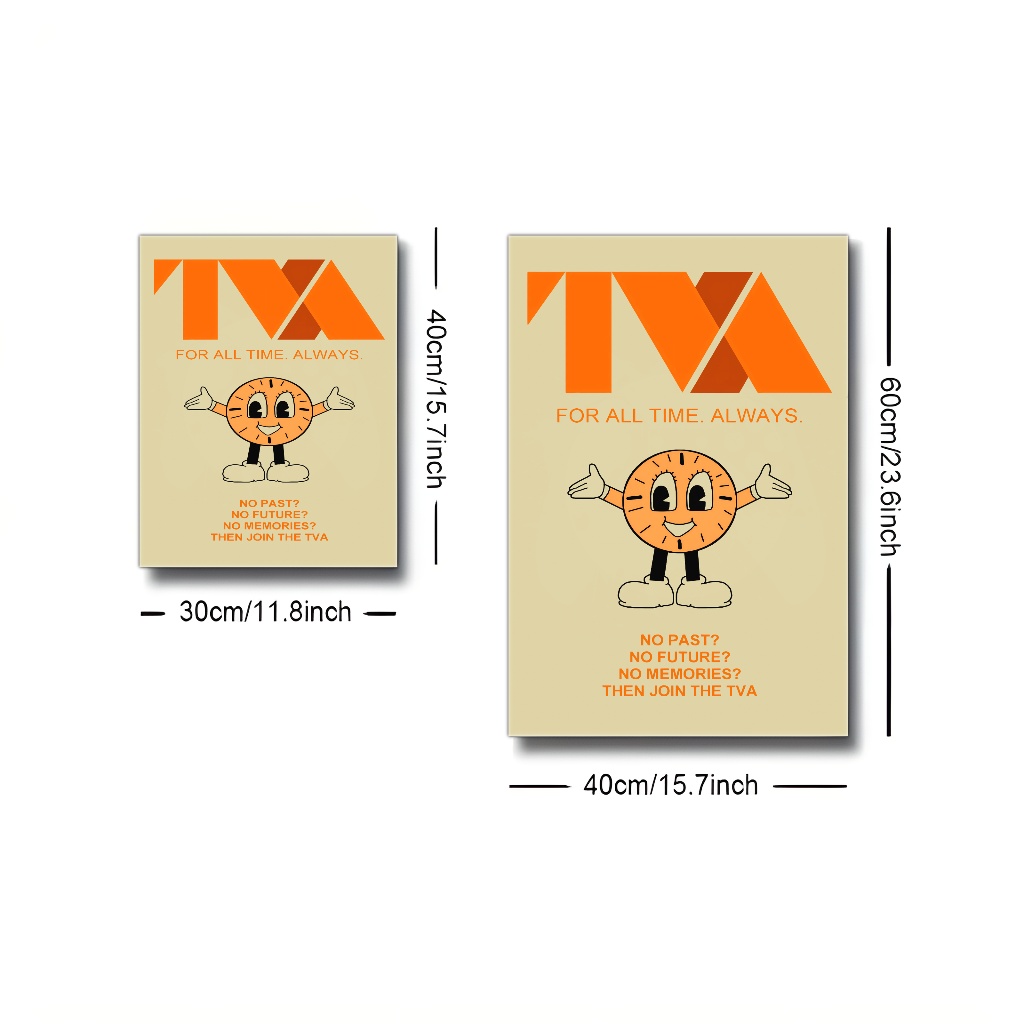 TVA
FOR ALL TIME. ALWAYS.
NO PAST?
NO FUTURE?
NO MEMORIES?
THEN JOIN THE TVA
40cm/15.7inch
30cm/11.8inch
TVA
FOR ALL TIME. ALWAYS.
NO PAST?
NO FUTURE?
NO MEMORIES?
THEN JOIN THE TVA
60cm/23.6inch
40cm/15.7inch